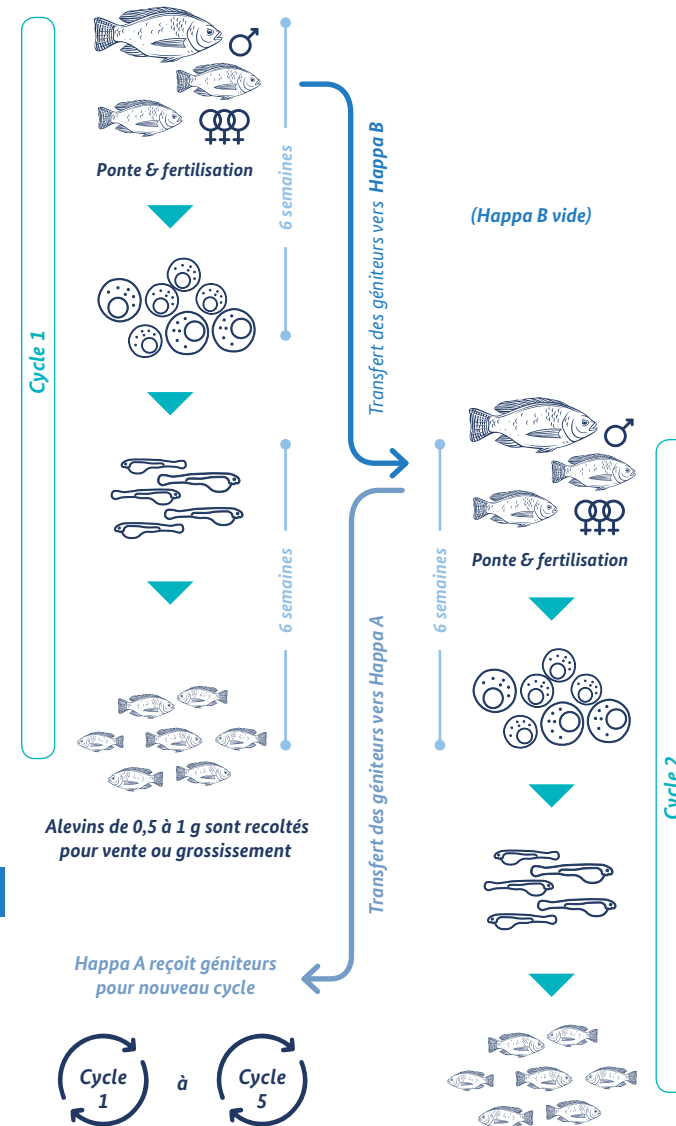 Cycle 1
Ponte & fertilisation
6 semaines
6 semaines
Alevins de 0,5 à 1 g sont recoltés
pour vente ou grossissement
Happa A reçoit géniteurs
pour nouveau cycle
Cycle
1
à
Cycle
5
Transfert des géniteurs vers Happa B
Transfert des géniteurs vers Happa A
(Happa B vide)
6 semaines
Ponte & fertilisation
Cycle 2